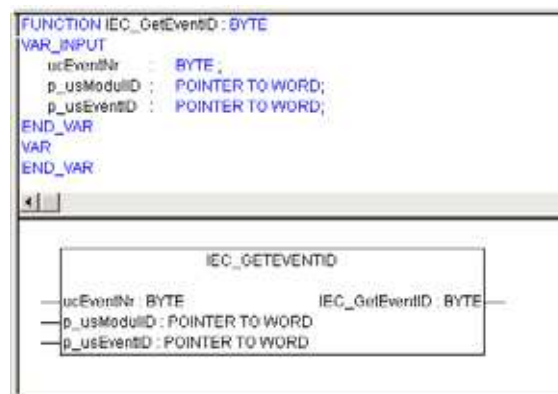 FUNCTION IEC_GetEventID : BYTE
VAR_INPUT
ucEventNr : BYTE ;
p_usModulID : POINTER TO WORD;
p_usEventID : POINTER TO WORD;
END_VAR
VAR
END_VAR
IEC_GETEVENTID
ucEventNr : BYTE IEC_GetEventID : BYTE
p_usModulID : POINTER TO WORD
p_usEventID : POINTER TO WORD